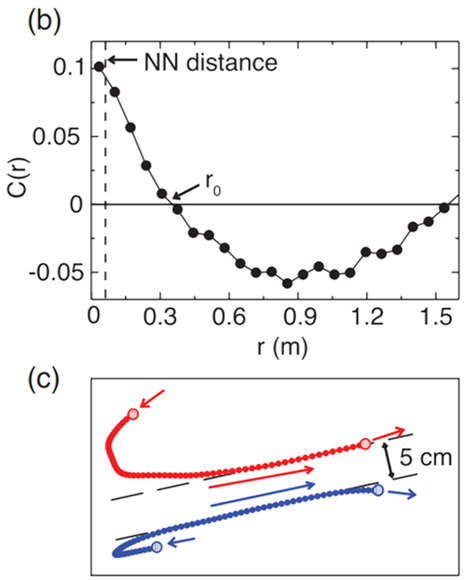 (b)
0.1
NN distance
0.05
C(r)
r0
0
-0.05
0 0.3 0.6 0.9 1.2 1.5
r (m)
(c)
5 cm